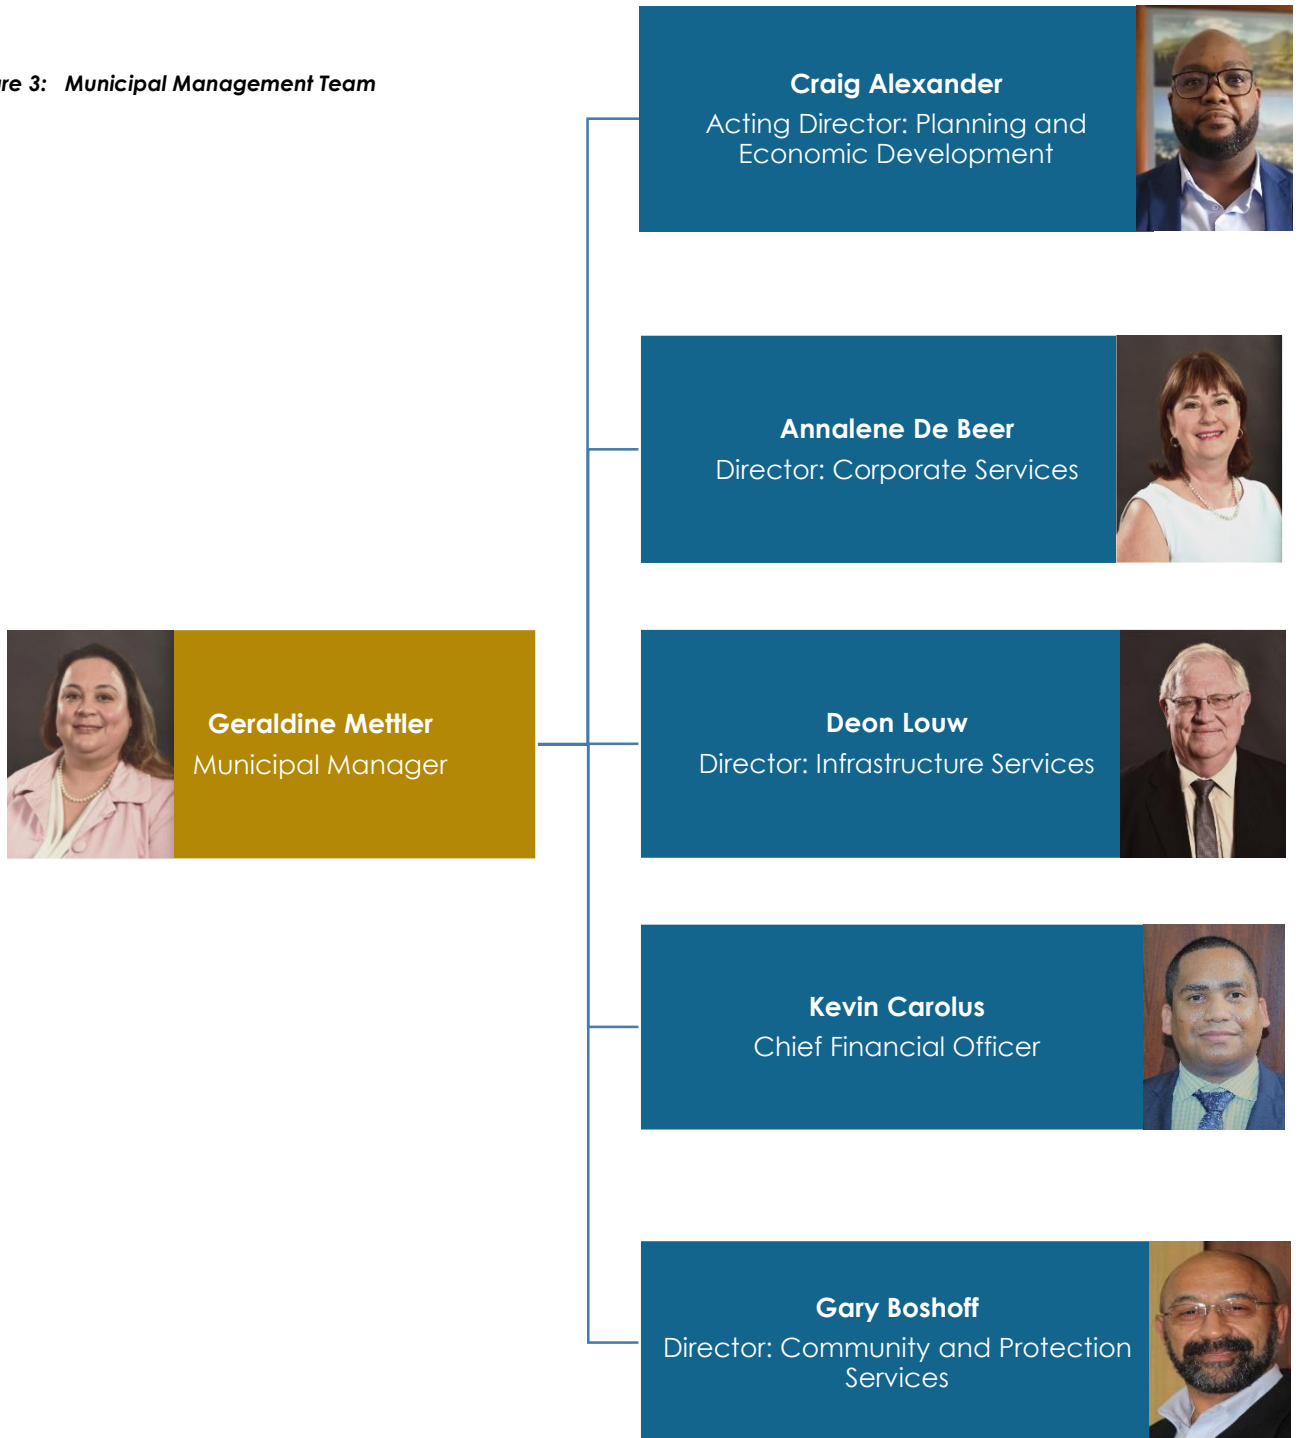 re 3: Municipal Management Team
Craig Alexander
Acting Director: Planning and
Economic Development
Annalene De Beer
Director: Corporate Services
Geraldine Mettler
Municipal Manager
Deon Louw
Director: Infrastructure Services
Kevin Carolus
Chief Financial Officer
Gary Boshoff
Director: Community and Protection
Services